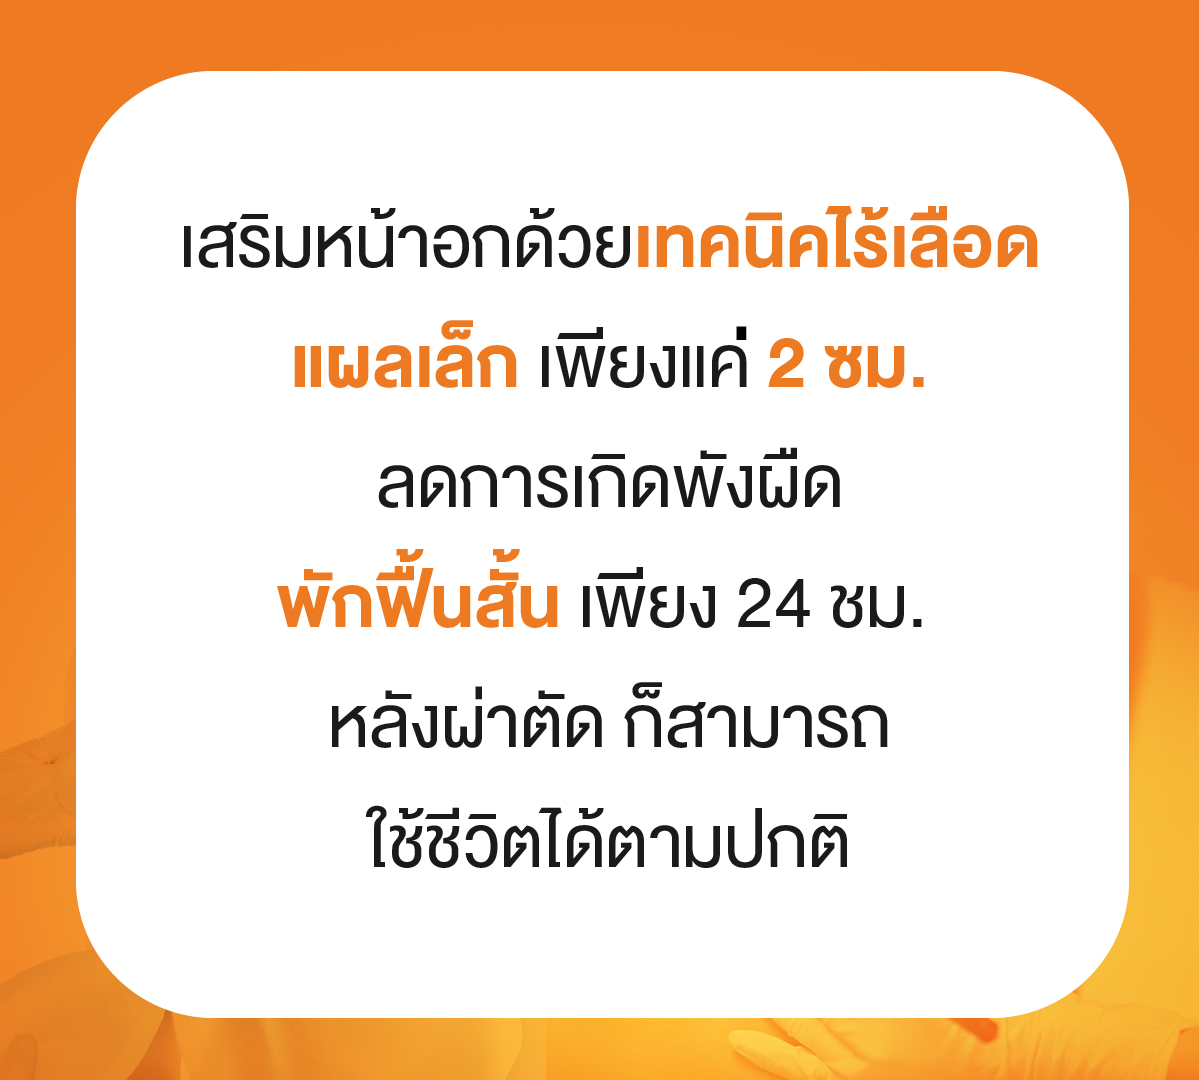 เสริมหน้าอกด้วยเทคนิคไร้เลือด
แผลเล็ก เพียงแค่ 2 ซม.
ลดการเกิดพังผืด
พักฟื้นสั้น เพียง 24 ชม.
หลังผ่าตัด ก็สามารถ
ใช้ชีวิตได้ตามปกติ